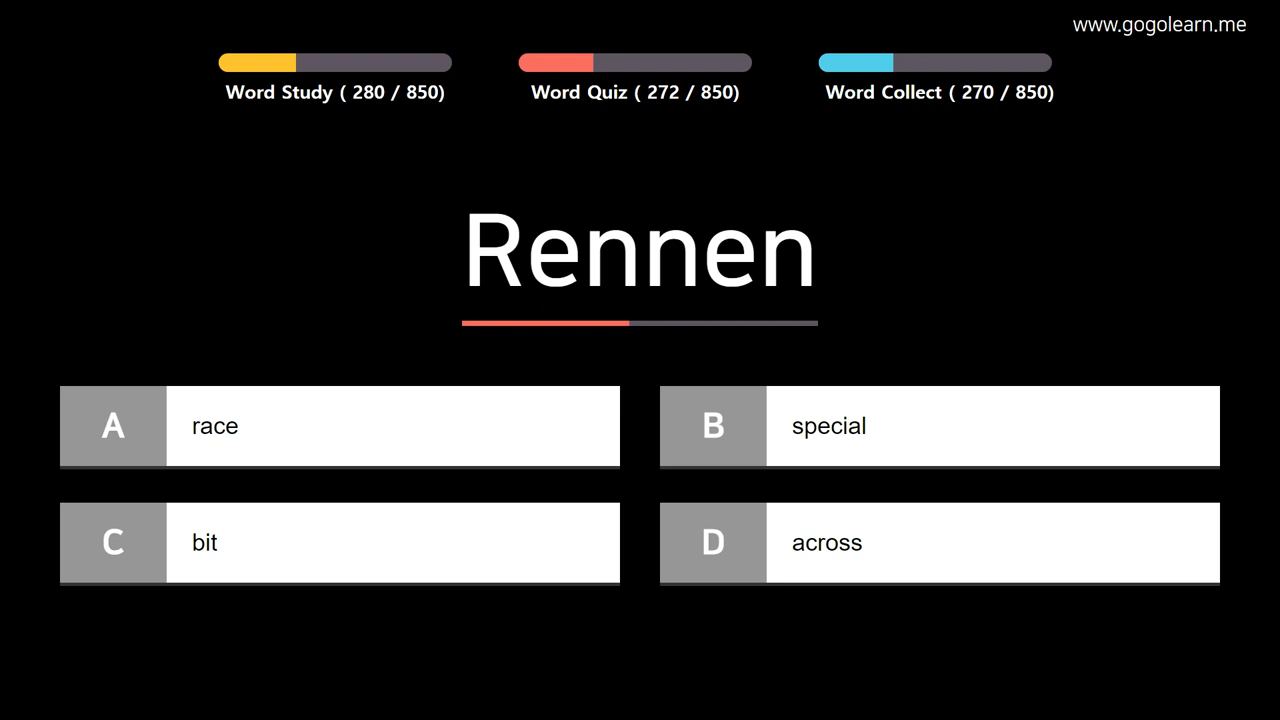 www.gogolearn.me
Word Study ( 280 / 850)
Word Quiz ( 272 / 850)
Word Collect ( 270 / 850)
Rennen
A race
B special
C bit
D across